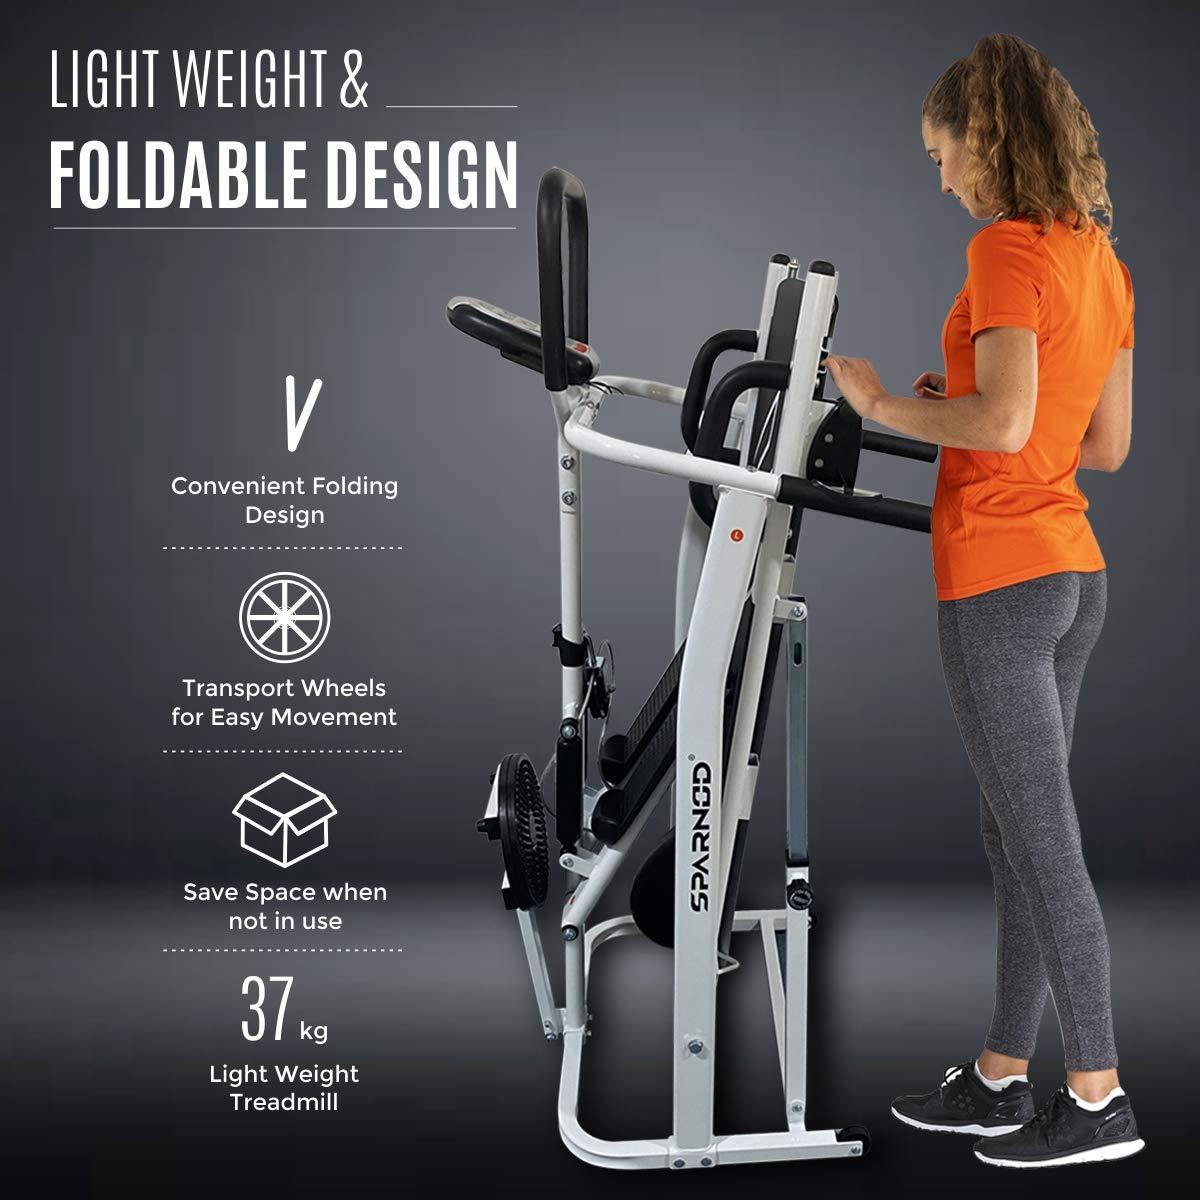 LIGHT WEIGHT &
FOLDABLE DESIGN
Convenient Folding
Design
Transport Wheels
for Easy Movement
Save Space when
not in use
37 kg
Light Weight
Treadmill
L
SPARNOD®